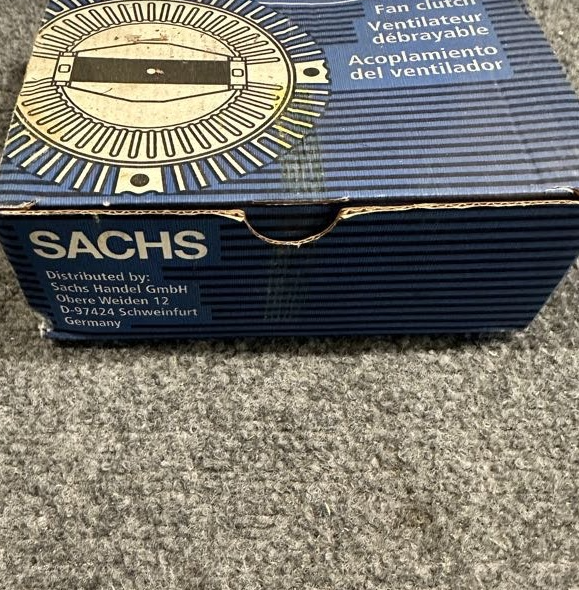 Fan clutch
Ventilateur
débrayable
Acoplamiento
del ventilador
SACHS
Distributed by:
Sachs Handel GmbH
Obere Weiden 12
D-97424 Schweinfurt
Germany